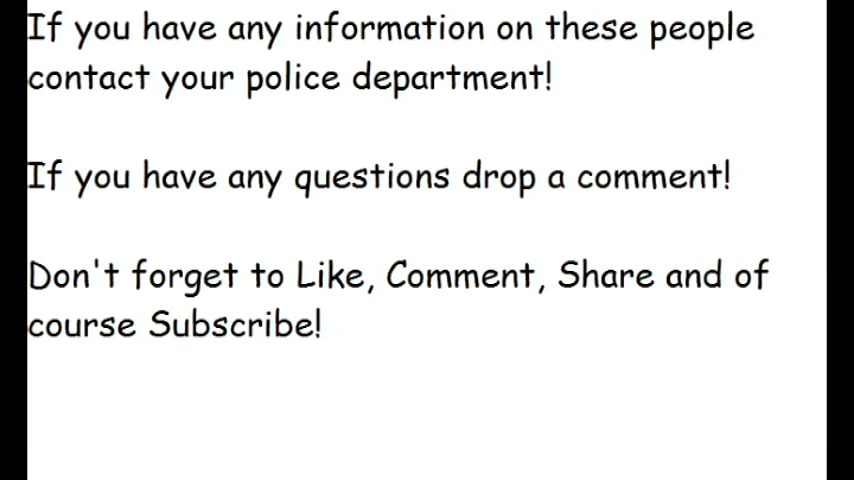 If you have any information on these people
contact your police department!
If you have any questions drop a comment!
Don't forget to Like, Comment, Share and of
course Subscribe!